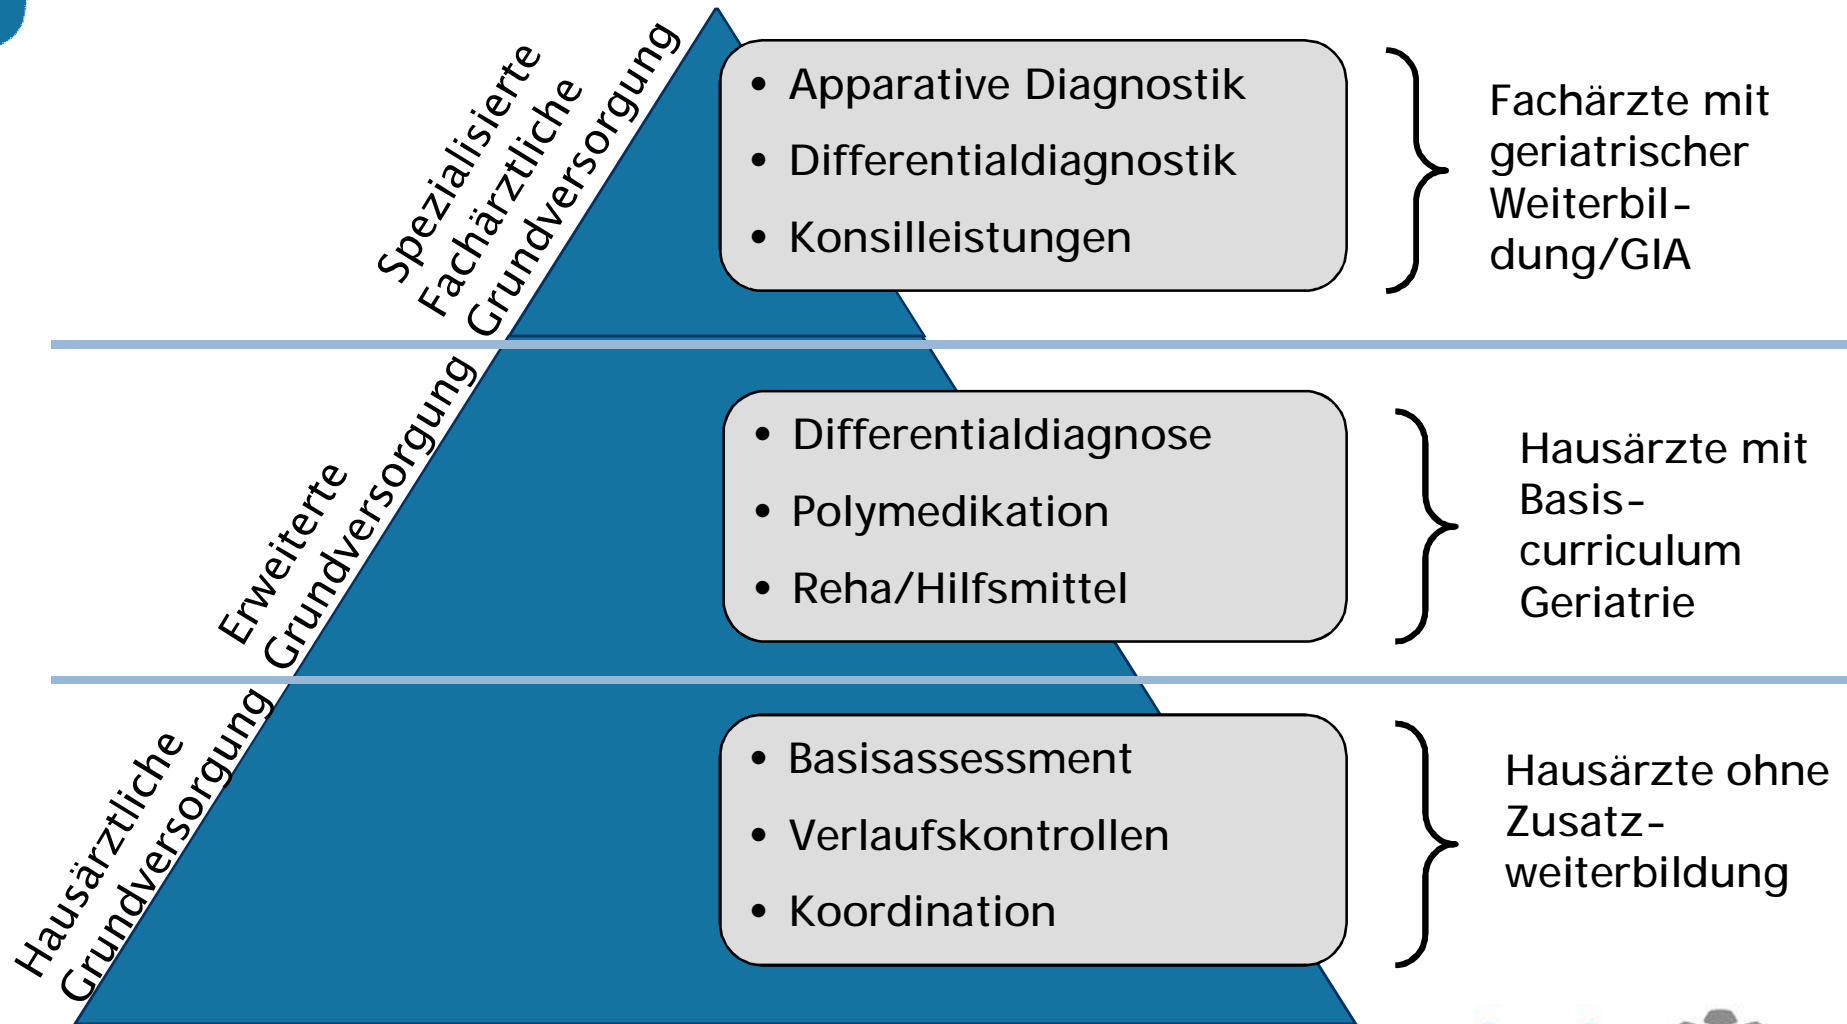 Spezialisierte
Fachärztliche
Grundversorgung
• Apparative Diagnostik
• Differentialdiagnostik
• Konsilleistungen
Fachärzte mit
geriatrischer
Weiterbil-
dung/GIA
Erweiterte
Grundversorgung
• Differentialdiagnose
• Polymedikation
• Reha/Hilfsmittel
Hausärzte mit
Basis-
curriculum
Geriatrie
Hausärztliche
Grundversorgung
• Basisassessment
• Verlaufskontrollen
• Koordination
Hausärzte ohne
Zusatz-
weiterbildung